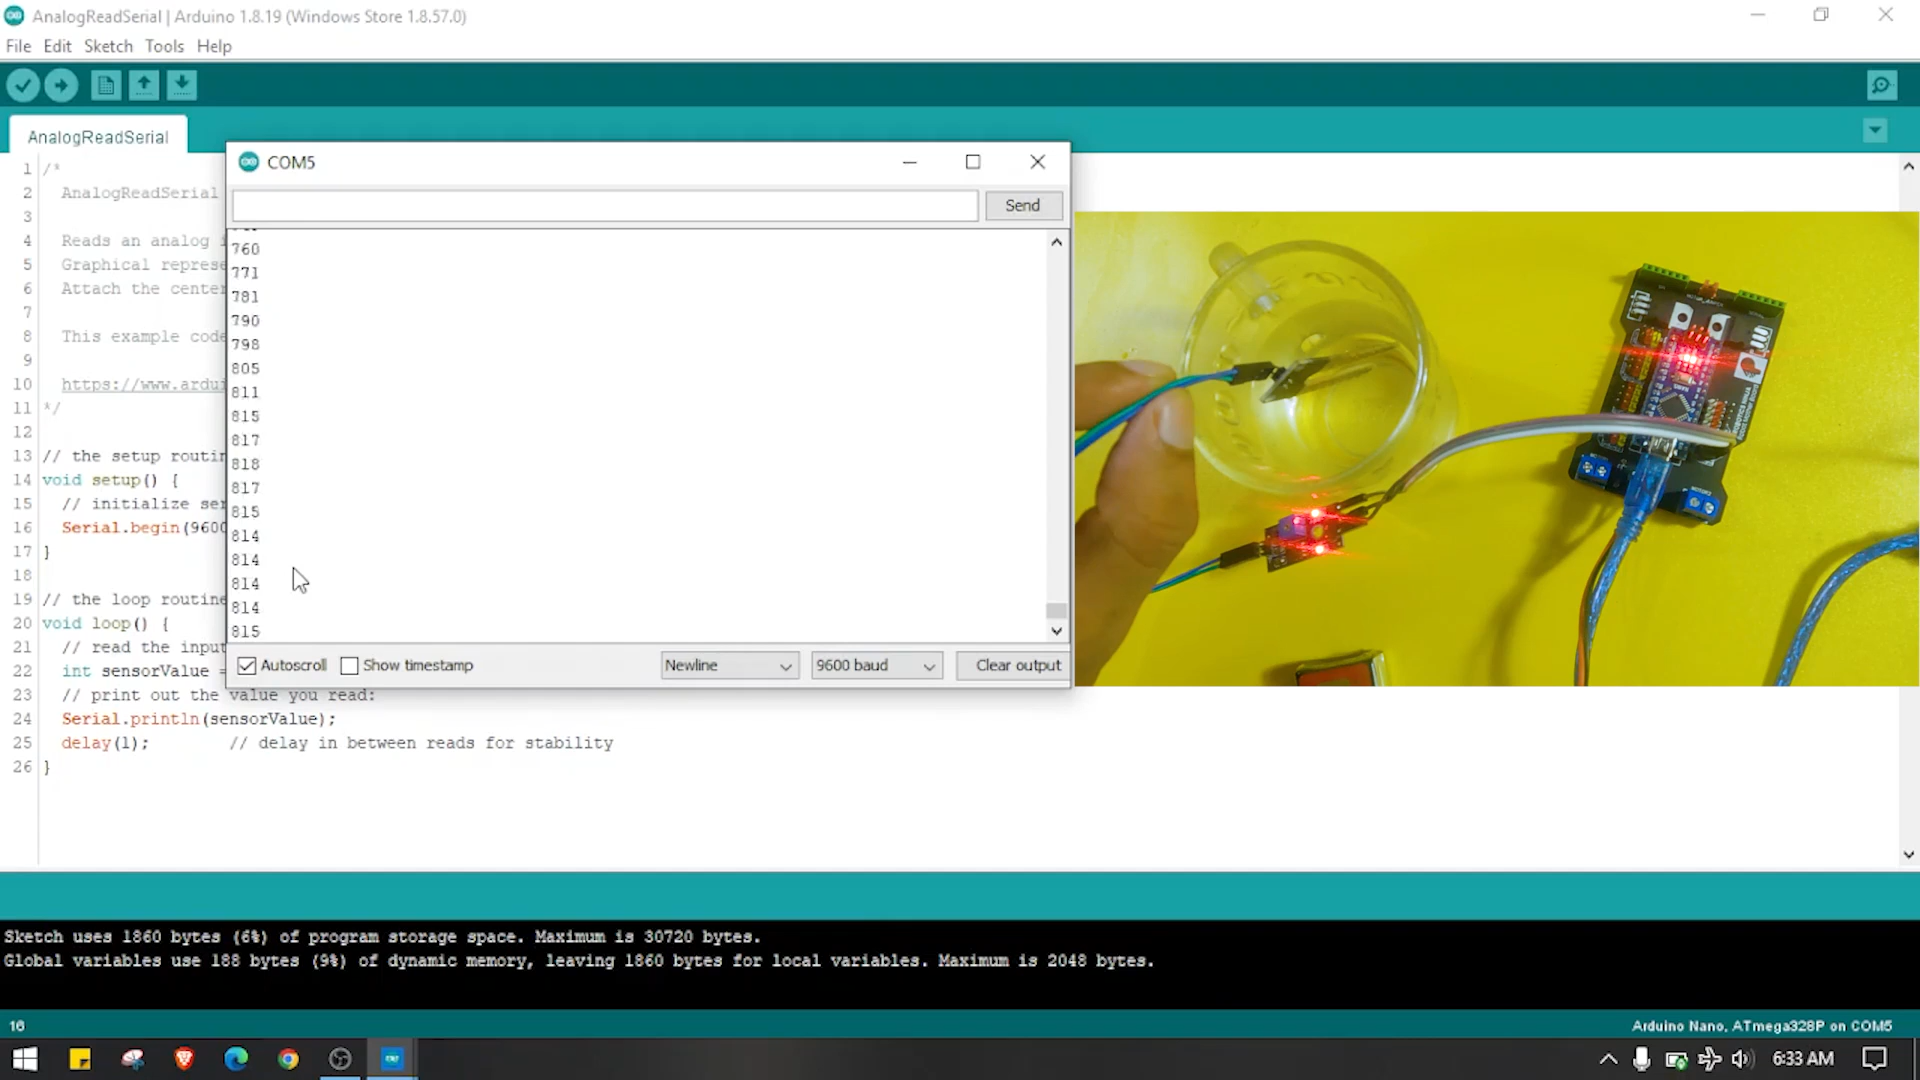 AnalogReadSerial | Arduino 1.8.19 (Windows Store 1.8.57.0)
File Edit Sketch Tools Help
AnalogReadSerial
COM5
Send
1 /*
2 AnalogReadSerial
3
4 Reads an analog
5 Graphical
6 Attach the center
7
8 This example code
9
10 https://www.ardui
11 */
12
13 // the setup routin
14 void setup() {
15 // initialize ser
16 Serial.begin(9600
17 }
18
19 // the loop routine
20 void loop() {
21 // read the input
22 int sensorValue =
23 // print out the value you read:
24 Serial.println(sensorValue);
25 delay(1); // delay in between reads for stability
26 }
760
771
781
790
798
805
811
815
817
818
817
815
814
814
814
814
815
Autoscroll Show timestamp Newline 9600 baud Clear output
Sketch uses 1860 bytes (6%) of program storage space. Maximum is 30720 bytes.
Global variables use 188 bytes (9%) of dynamic memory, leaving 1860 bytes for local variables. Maximum is 2048 bytes.
16 Arduino Nano, ATmega328P on COM5
6:33 AM